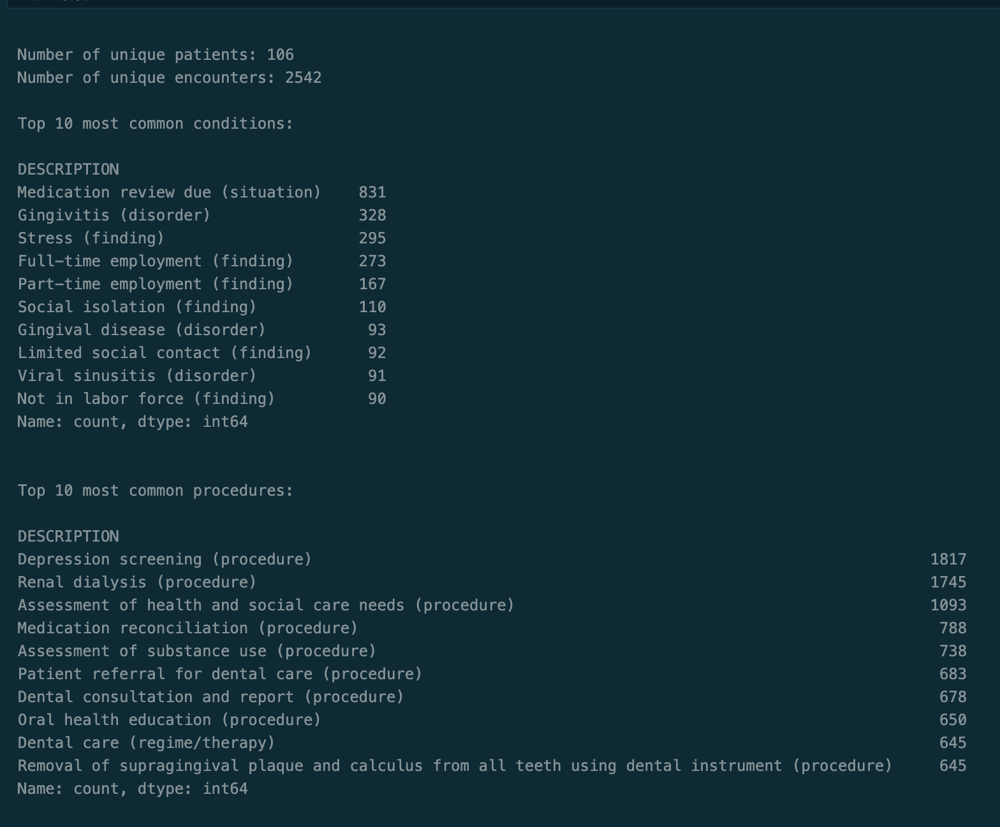 Number of unique patients: 106
Number of unique encounters: 2542
Top 10 most common conditions:
DESCRIPTION
Medication review due (situation)    831
Gingivitis (disorder)                328
Stress (finding)                     295
Full-time employment (finding)       273
Part-time employment (finding)       167
Social isolation (finding)           110
Gingival disease (disorder)           93
Limited social contact (finding)      92
Viral sinusitis (disorder)            91
Not in labor force (finding)          90
Name: count, dtype: int64
Top 10 most common procedures:
DESCRIPTION
Depression screening (procedure)                                                                   1817
Renal dialysis (procedure)                                                                         1745
Assessment of health and social care needs (procedure)                                             1093
Medication reconciliation (procedure)                                                               788
Assessment of substance use (procedure)                                                             738
Patient referral for dental care (procedure)                                                        683
Dental consultation and report (procedure)                                                          678
Oral health education (procedure)                                                                   650
Dental care (regime/therapy)                                                                        645
Removal of supragingival plaque and calculus from all teeth using dental instrument (procedure)     645
Name: count, dtype: int64